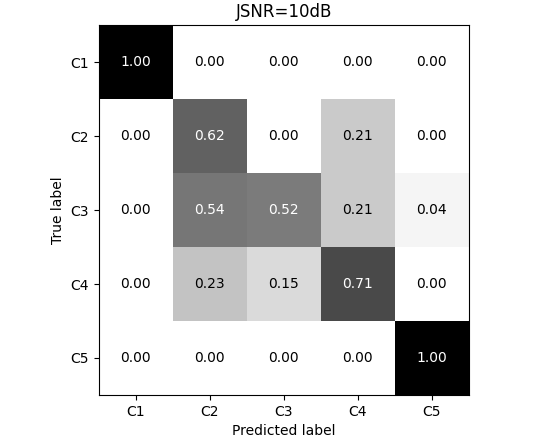 JSNR=10dB
C1 1.00 0.00 0.00 0.00 0.00
C2 0.00 0.62 0.00 0.21 0.00
C3 0.00 0.54 0.52 0.21 0.04
C4 0.00 0.23 0.15 0.71 0.00
C5 0.00 0.00 0.00 0.00 1.00
True label
C1 C2 C3 C4 C5
Predicted label